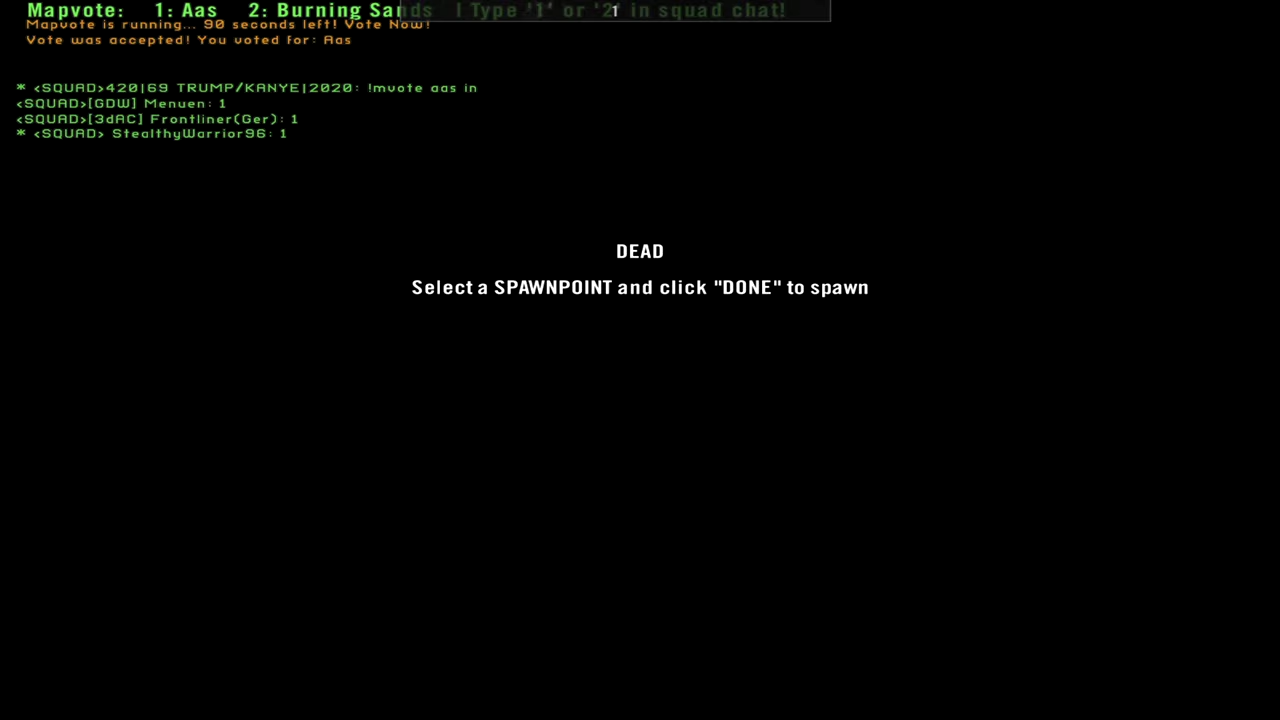 Mapvote: 1: Aas 2: Burning Sands | Type '1' or '2' in squad chat!
1
Mapvote is running... 90 seconds left! Vote Now!
Vote was accepted! You voted for: Aas
* <SQUAD>420|69 TRUMP/KANYE|2020: !mvote aas in
<SQUAD>[GDW] Menuen: 1
<SQUAD>[3dAC] Frontliner(Ger): 1
* <SQUAD> StealthyWarrior96: 1
DEAD
Select a SPAWNPOINT and click "DONE" to spawn